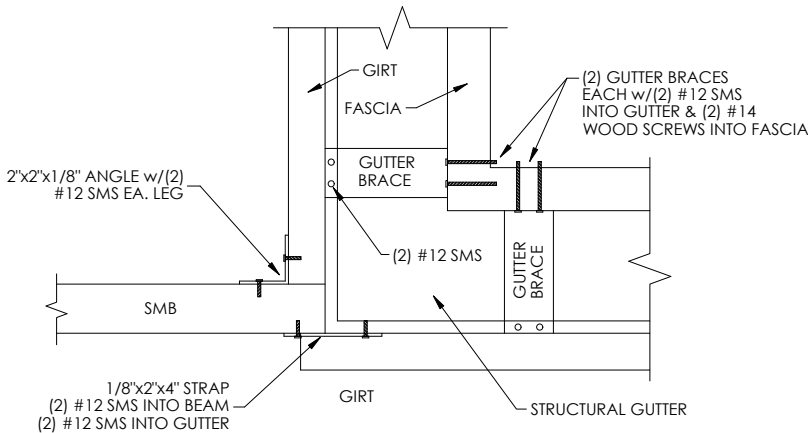 GIRT
FASCIA
(2) GUTTER BRACES
EACH w/(2) #12 SMS
INTO GUTTER & (2) #14
WOOD SCREWS INTO FASCIA
GUTTER
BRACE
2"x2"x1/8" ANGLE w/(2)
#12 SMS EA. LEG
(2) #12 SMS
GUTTER
BRACE
SMB
1/8"x2"x4" STRAP
(2) #12 SMS INTO BEAM
(2) #12 SMS INTO GUTTER
GIRT
STRUCTURAL GUTTER